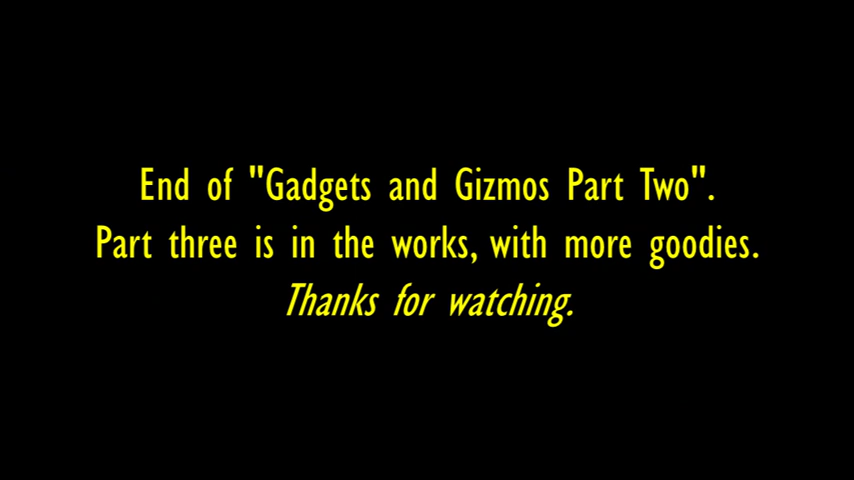 End of "Gadgets and Gizmos Part Two".
Part three is in the works, with more goodies.
Thanks for watching.